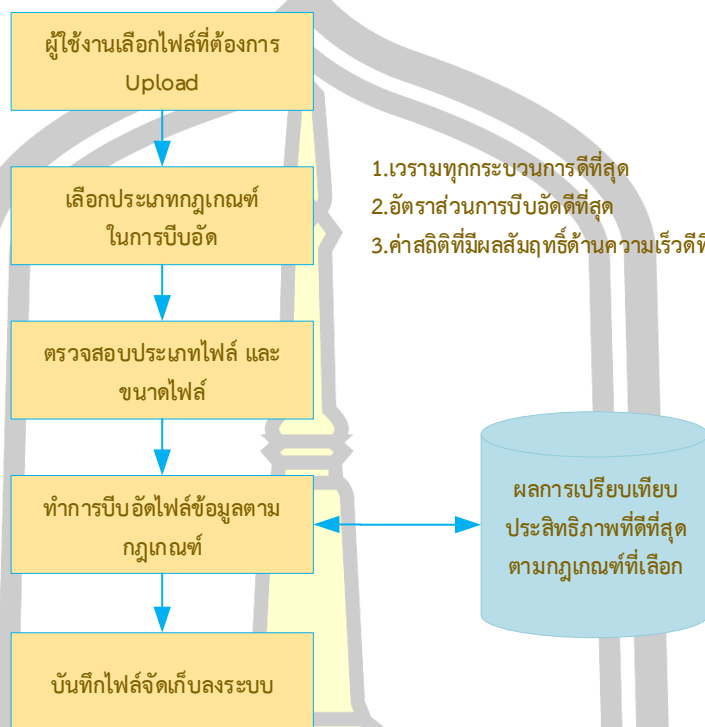 ผู้ใช้งานเลือกไฟล์ที่ต้องการ
Upload
เลือกประเภทกฎเกณฑ์
ในการบีบอัด
1.เวรามทุกกระบวนการดีที่สุด
2.อัตราส่วนการบีบอัดดีที่สุด
3.ค่าสถิติที่มีผลสัมฤทธิ์ด้านความเร็วดี
ตรวจสอบประเภทไฟล์ และ
ขนาดไฟล์
ทำการบีบอัดไฟล์ข้อมูลตาม
กฎเกณฑ์
ผลการเปรียบเทียบ
ประสิทธิภาพที่ดีที่สุด
ตามกฎเกณฑ์ที่เลือก
บันทึกไฟล์จัดเก็บลงระบบ